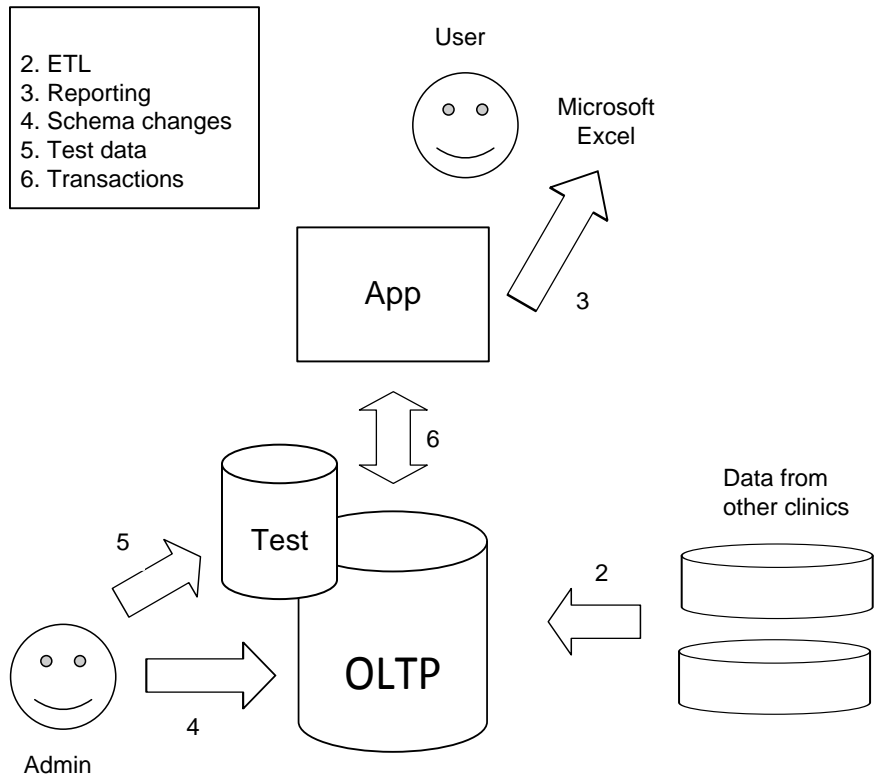 2. ETL
3. Reporting
4. Schema changes
5. Test data
6. Transactions
User
Microsoft
Excel
App
3
6
Data from
other clinics
Test
5
2
OLTP
4
Admin